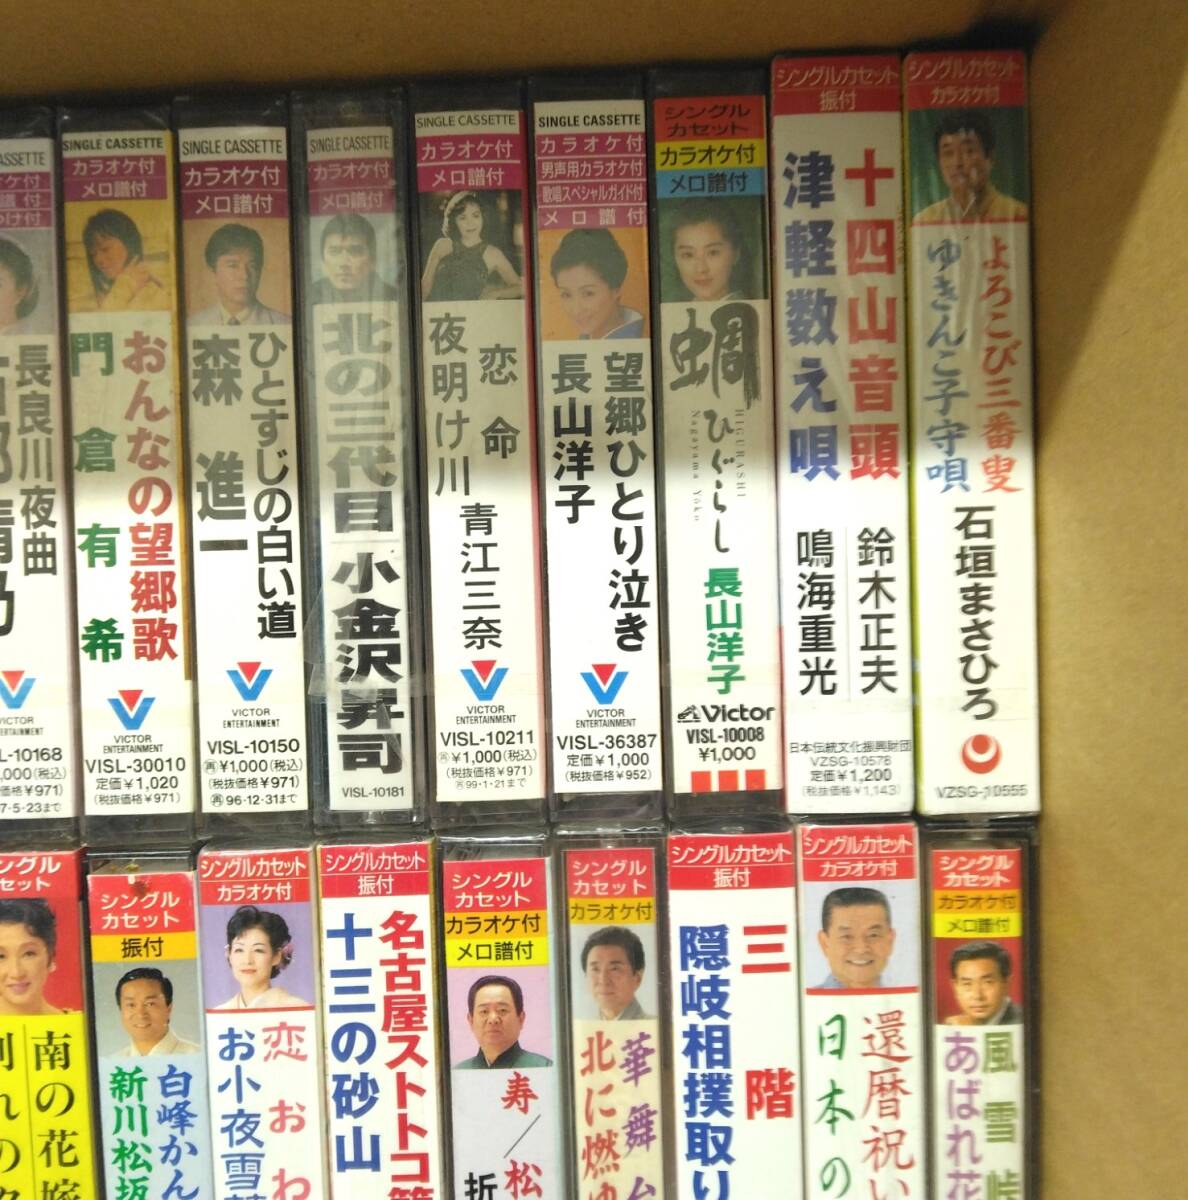 CASSETTE
長良川夜曲
VICTOR
L-10168
,000(税込)
(税抜価格￥971)
7・5・23まで
SINGLE CASSETTE
カラオケ付
メロ譜付
おんなの望郷歌
門倉有希
VICTOR
ENTERTAINMENT
VISL-30010
定価￥1,020
(税抜価格￥971)
SINGLE CASSETTE
カラオケ付
メロ譜付
ひとすじの白い道
森進一
VICTOR
ENTERTAINMENT
VISL-10150
再￥1,000(税込)
(税抜価格￥971)
再96・12・31まで
SINGLE CASSETTE
カラオケ付
メロ譜付
北の三代目
小金沢昇司
VISL-10181
SINGLE CASSETTE
カラオケ付
メロ譜付
恋命
夜明け川
青江三奈
VICTOR
ENTERTAINMENT
VISL-10211
再￥1,000(税込)
(税抜価格￥971)
再99・1・21まで
SINGLE CASSETTE
カラオケ付
男声用カラオケ付
歌唱スペシャルガイド付
メロ譜付
望郷ひとり泣き
長山洋子
VICTOR
ENTERTAINMENT
VISL-36387
定価￥1,000
(税抜価格￥952)
シングル
カセット
カラオケ付
メロ譜付
蜩
ひぐらし
HIGURASHI
Nagayama Yoko
長山洋子
Victor
VISL-10008
￥1,000
シングルカセット
振付
十四山音頭
津軽数え唄
鈴木正夫
鳴海重光
日本伝統文化振興財団
VZSG-10578
定価￥1,200
(税抜価格￥1,143)
シングルカセット
カラオケ付
よろこび三番叟
ゆきんこ子守唄
石垣まさひろ
VZSG-10555
シングル
セット
南の花嫁
シングル
カセット
振付
白峰かん
新川松坂
シングルカセット
カラオケ付
恋おわ
お小夜雪
シングルカセット
振付
名古屋ストトコ
十三の砂山
シングル
カセット
カラオケ付
メロ譜付
寿／松
折
シングル
カセット
カラオケ付
華舞
北に燃ゆ
シングルカセット
振付
三階
隠岐相撲取り
シングルカセット
カラオケ付
還暦祝い
日本の
シングル
カセット
カラオケ付
メロ譜付
風雪峠
あばれ花